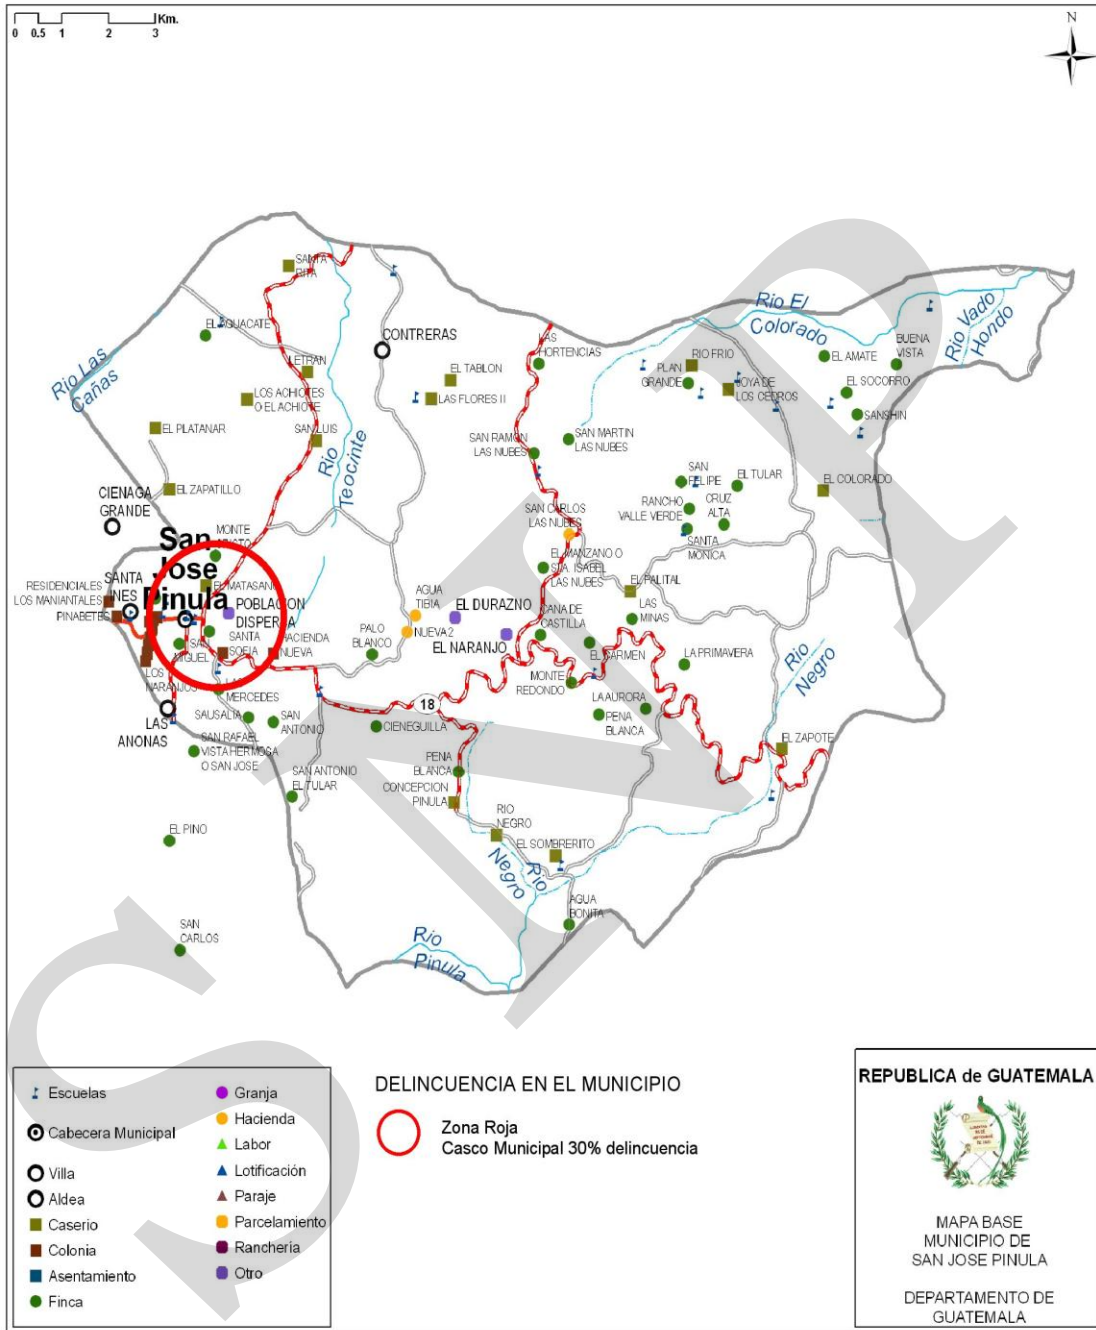 Km.
0 0.5 1 2 3
N
SANTA
RITA
EL AGUACATE
CONTRERAS
LETRAN
LOS ACHIOTES
O EL ACHIOTE
EL PLATANAR
SAN LUIS
EL ZAPATILLO
CIENAGA
GRANDE
Rio Las
Cañas
Rio
Teocinte
EL TABLON
LAS FLORES II
HORTENCIAS
SAN RAMON
LAS NUBES
SAN MARTIN
LAS NUBES
SAN CARLOS
LAS NUBES
EL MANZANO O
STA. ISABEL
LAS NUBES
Rio El
Colorado
Rio Vado
Hondo
PLAN
GRANDE
RIO FRIO
JOYA DE
LOS CEDROS
EL AMATE
BUENA
VISTA
EL SOCORRO
SANSHIN
SAN
FELIPE
EL TULAR
RANCHO
VALLE VERDE
CRUZ
ALTA
SANTA
MONICA
EL COLORADO
EL PALITAL
LAS
MINAS
MONTE
San
Jose
Pinula
RESIDENCIALES
LOS MANIANTALES
PINABETES
SANTA
INES
EL MATASANO
POBLACION
DISPERSA
SAN
MIGUEL
SANTA
SOFIA
HACIENDA
NUEVA
LOS
NARANJOS
MERCEDES
LAS
ANONAS
SAUSALIA
SAN
ANTONIO
SAN RAFAEL
VISTA HERMOSA
O SAN JOSE
SAN ANTONIO
EL TULAR
EL PINO
SAN
CARLOS
PALO
BLANCO
AGUA
TIBIA
NUEVA 2
EL DURAZNO
EL NARANJO
CANA DE
CASTILLA
EL CARMEN
MONTE
REDONDO
LA PRIMAVERA
LA AURORA
PENA
BLANCA
Rio
Negro
EL ZAPOTE
18
CIENEGUILLA
PENA
BLANCA
CONCEPCION
PINULA
RIO
NEGRO
EL SOMBRERITO
Rio
Negro
AGUA
BONITA
Rio
Pinula
SNP
Escuelas
Cabecera Municipal
Villa
Aldea
Caserio
Colonia
Asentamiento
Finca
Granja
Hacienda
Labor
Lotificación
Paraje
Parcelamiento
Ranchería
Otro
DELINCUENCIA EN EL MUNICIPIO
Zona Roja
Casco Municipal 30% delincuencia
REPUBLICA de GUATEMALA
MAPA BASE
MUNICIPIO DE
SAN JOSE PINULA
DEPARTAMENTO DE
GUATEMALA